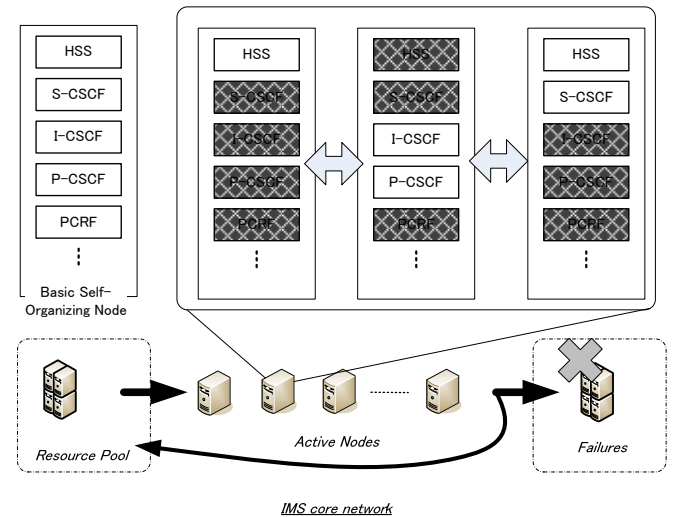 HSS
S-CSCF
I-CSCF
P-CSCF
PCRF
Basic Self-
Organizing Node
HSS
S-CSCF
I-CSCF
P-CSCF
PCRF
HSS
S-CSCF
I-CSCF
P-CSCF
PCRF
HSS
S-CSCF
I-CSCF
P-CSCF
PCRF
Resource Pool
Active Nodes
Failures
IMS core network